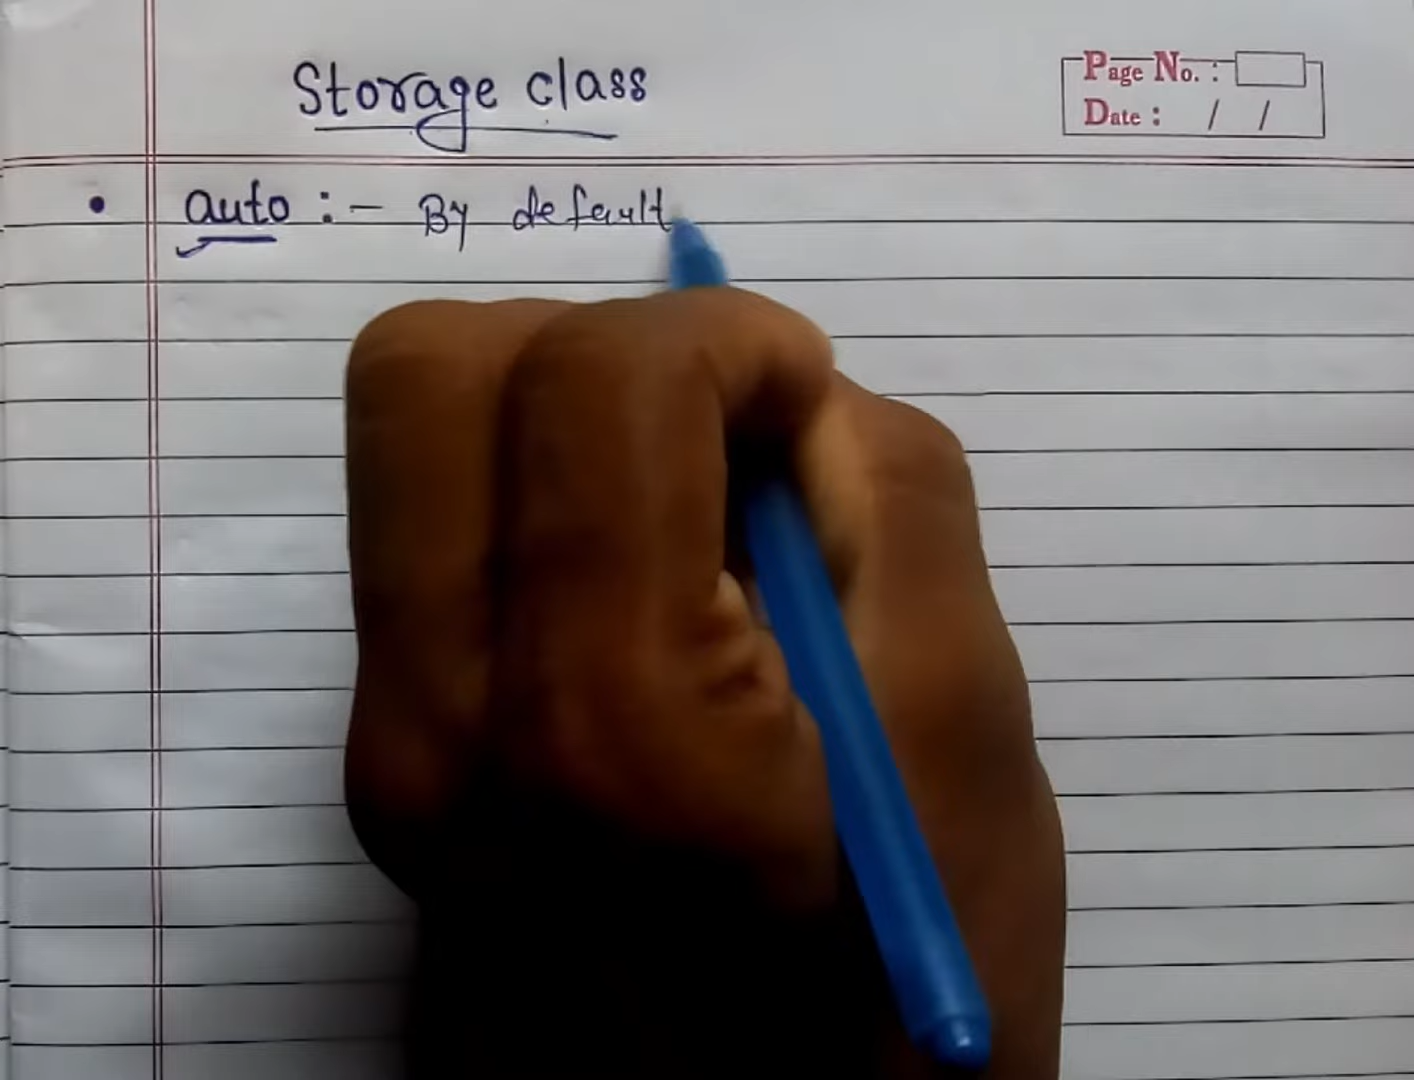 Storage class
Page No. :
Date : / /
• auto :- By default